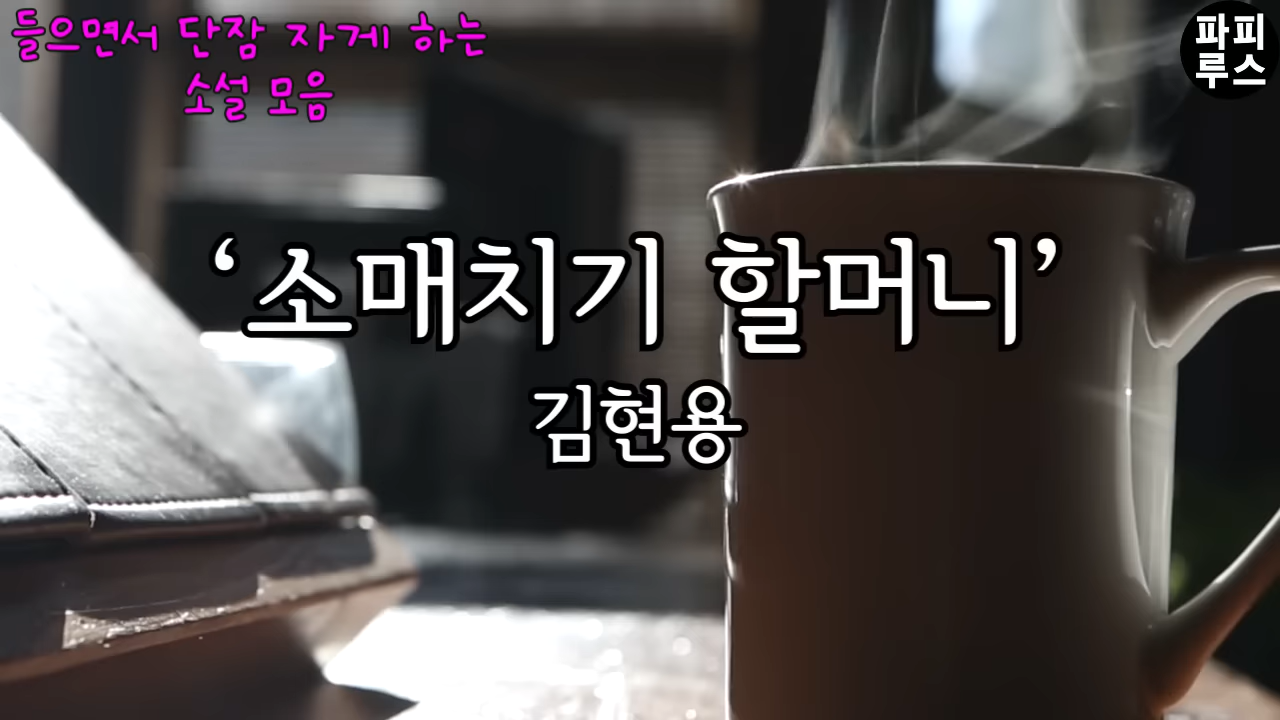 들으면서 단잠 자게 하는
소설 모음
파피
루스
‘소매치기 할머니’
김현용